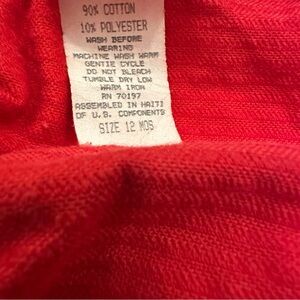 90% COTTON
10% POLYESTER
WASH BEFORE
WEARING
MACHINE WASH WARM
GENTLE CYCLE
DO NOT BLEACH
TUMBLE DRY LOW
WARM IRON
RN 70197
ASSEMBLED IN HAITI
OF U.S. COMPONENTS
SIZE 12 MOS